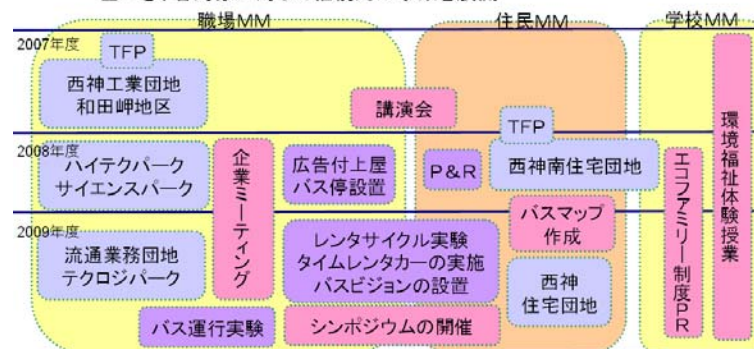 職場MM
住民MM
学校MM
2007年度
TFP
西神工業団地
和田岬地区
講演会
TFP
2008年度
ハイテクパーク
サイエンスパーク
企業ミーティング
広告付上屋
バス停設置
P&R
西神南住宅団地
エコファミリー制度PR
環境福祉体験授業
バスマップ
作成
2009年度
流通業務団地
テクロジパーク
レンタサイクル実験
タイムレンタカーの実施
バスビジョンの設置
西神
住宅団地
バス運行実験
シンポジウムの開催